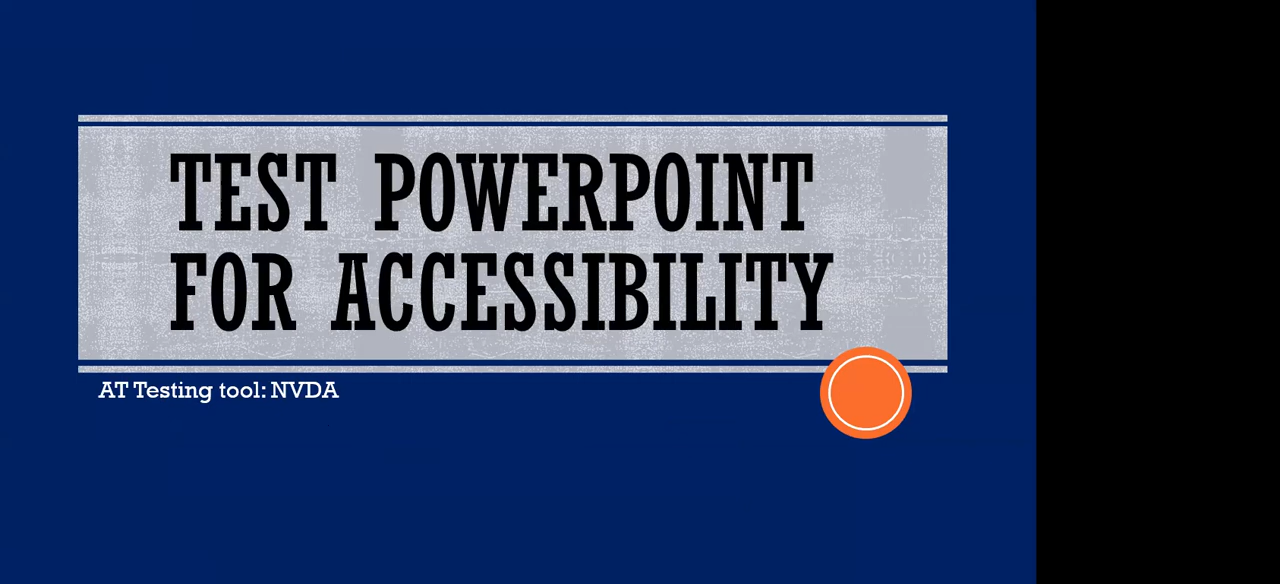 TEST POWERPOINT
FOR ACCESSIBILITY
AT Testing tool: NVDA